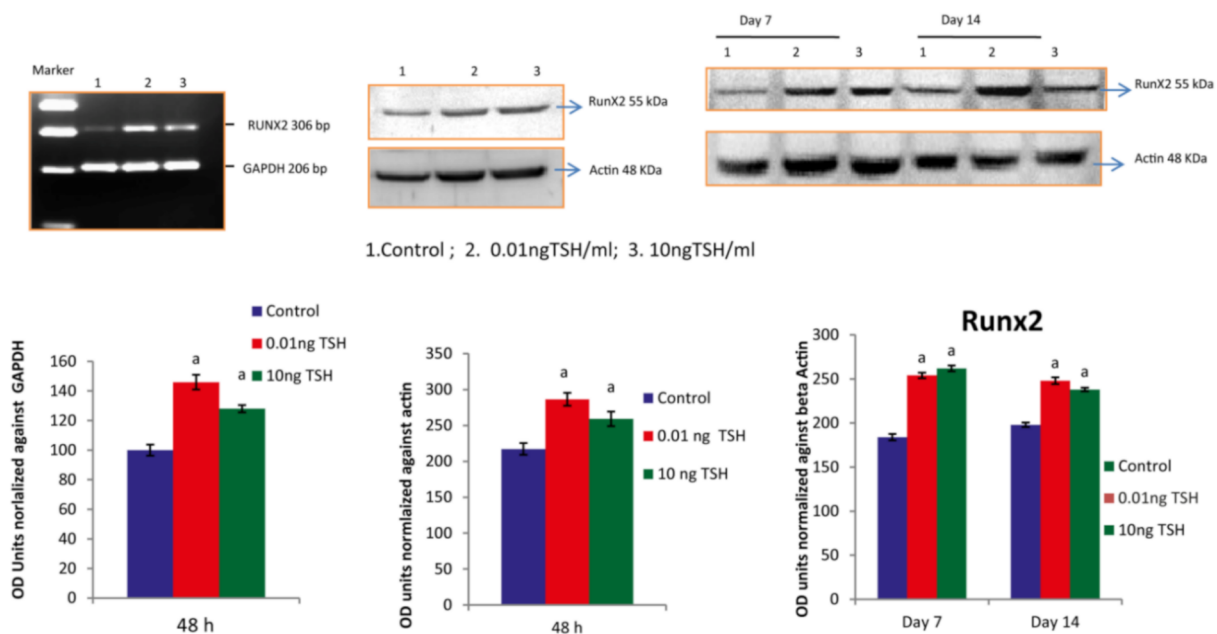 Marker
1 2 3
RUNX2 306 bp
GAPDH 206 bp
1 2 3
RunX2 55 kDa
Actin 48 KDa
Day 7 Day 14
1 2 3 1 2 3
RunX2 55 kDa
Actin 48 KDa
1.Control ; 2. 0.01ngTSH/ml; 3. 10ngTSH/ml
OD Units norlalized against GAPDH
160
140
120
100
80
60
40
20
0
a
a
48 h
Control
0.01ng TSH
10ng TSH
OD units normlaized against actin
350
300
250
200
150
100
50
0
a
a
48 h
Control
0.01 ng TSH
10 ng TSH
Runx2
OD units normalized aginst beta Actin
300
250
200
150
100
50
0
a a
a a
Day 7 Day 14
Control
0.01ng TSH
10ng TSH